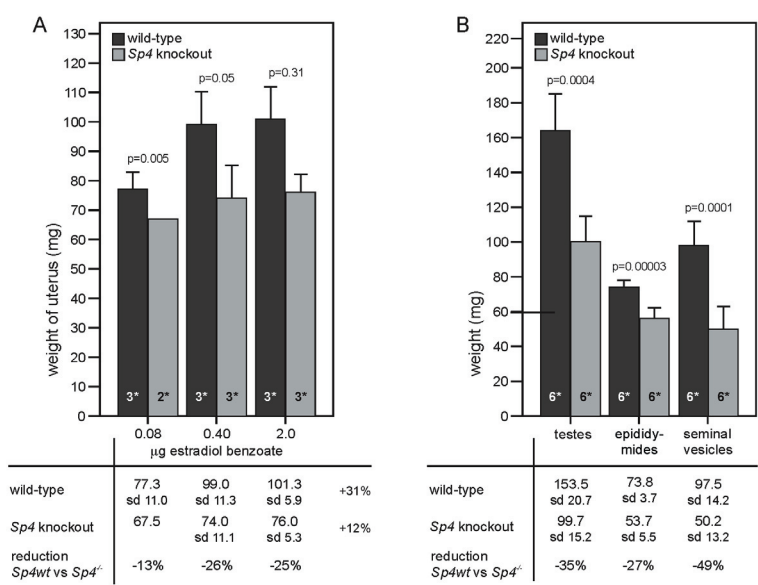 A
wild-type
Sp4 knockout
p=0.005
p=0.05
p=0.31
weight of uterus (mg)
130
120
110
100
90
80
70
60
50
40
30
20
10
0
3*
2*
3*
3*
3*
3*
0.08
0.40
2.0
µg estradiol benzoate
wild-type
77.3
99.0
101.3
+31%
sd 11.0
sd 11.3
sd 5.9
Sp4 knockout
67.5
74.0
76.0
+12%
sd 11.1
sd 5.3
reduction
Sp4wt vs Sp4-/-
-13%
-26%
-25%
B
wild-type
Sp4 knockout
p=0.0004
p=0.00003
p=0.0001
weight (mg)
220
200
180
160
140
120
100
80
60
40
20
0
6*
6*
6*
6*
6*
6*
testes
epididy-
mides
seminal
vesicles
wild-type
153.5
73.8
97.5
sd 20.7
sd 3.7
sd 14.2
Sp4 knockout
99.7
53.7
50.2
sd 15.2
sd 5.5
sd 13.2
reduction
Sp4wt vs Sp4-/-
-35%
-27%
-49%